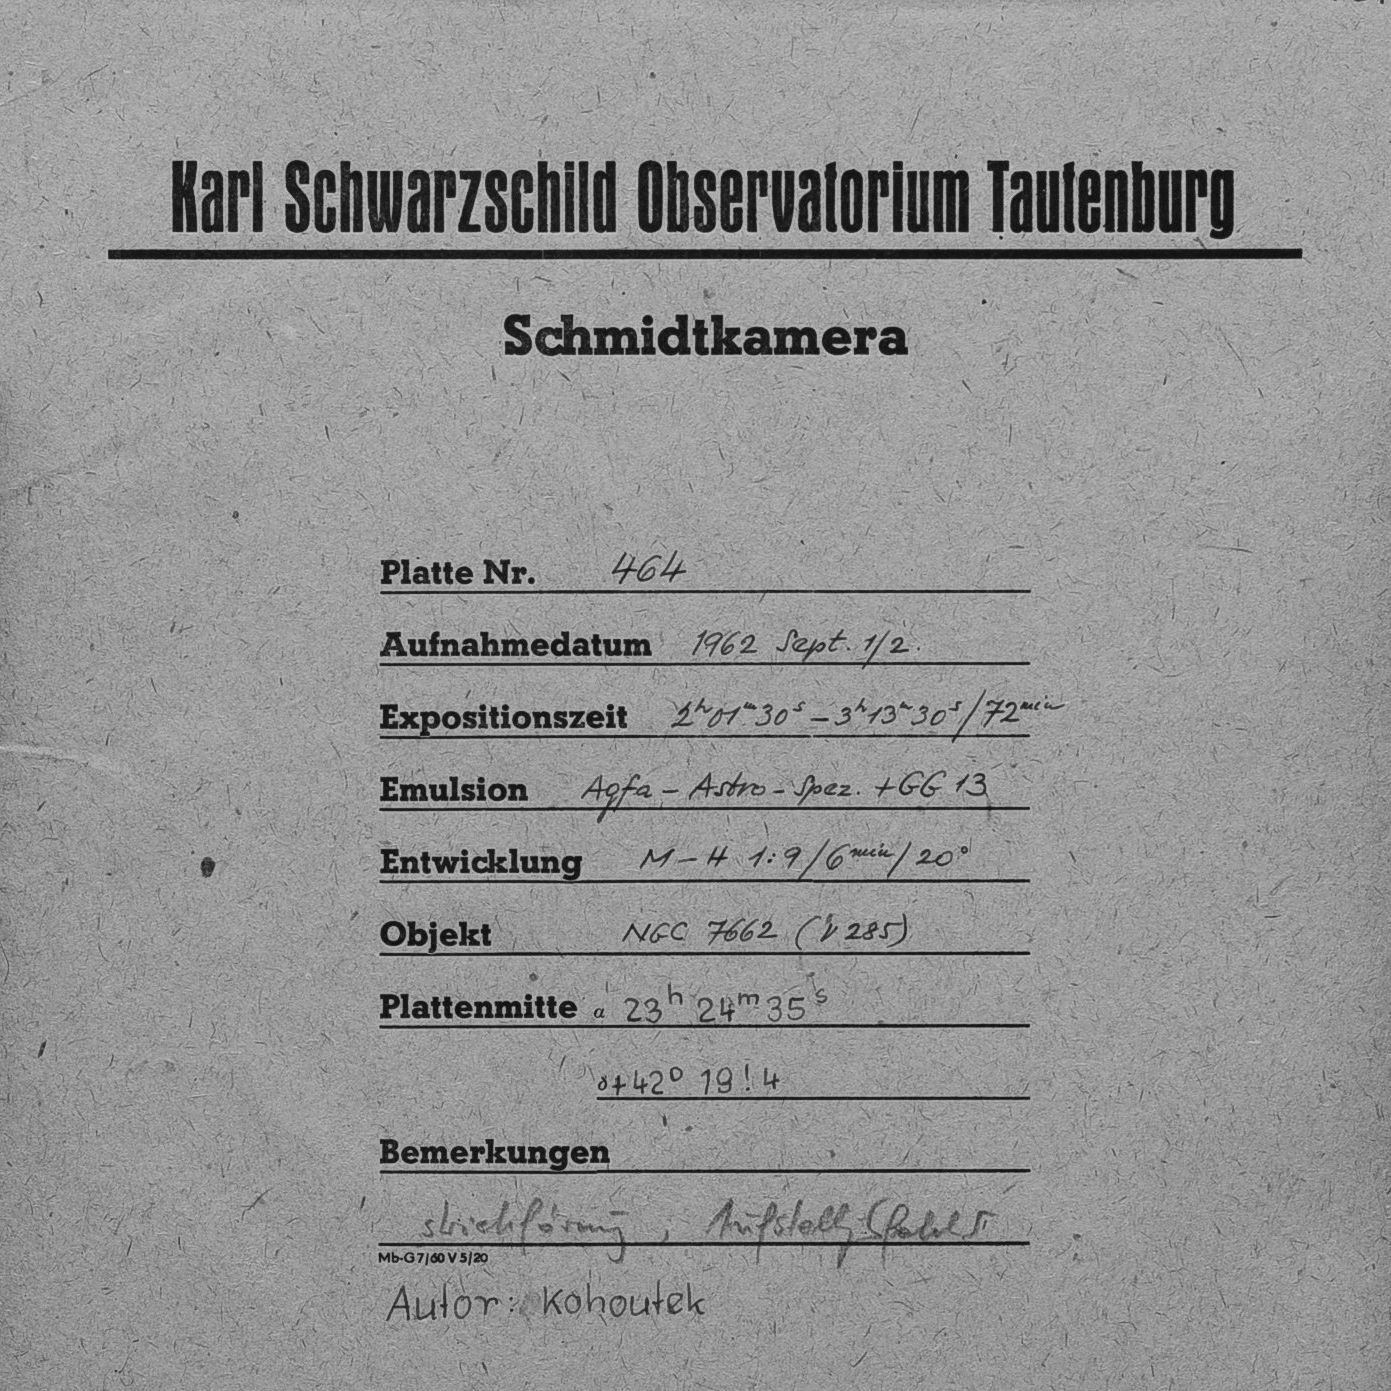 Karl Schwarzschild Observatorium Tautenburg
Schmidtkamera
Platte Nr. 464
Aufnahmedatum 1962 Sept. 1/2.
Expositionszeit 2h01m30s – 3h13m30s/72min
Emulsion Agfa – Astro – Spez. + GG 13
Entwicklung M – H 1:9/6min/20°
Objekt NGC 7662 (V 285)
Plattenmitte α 23h 24m 35s
δ +42° 19!4
Bemerkungen
strichförmig,
Mb-G 7/60 V 5/20
Autor: Kohoutek